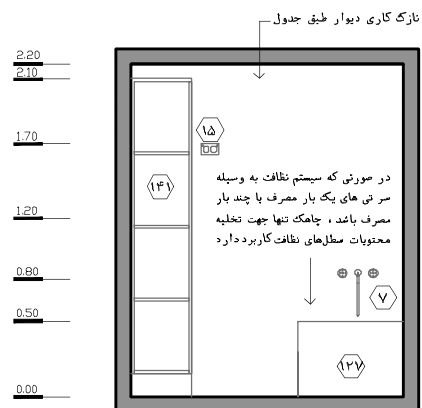 نازک کاری دیوار طبق جدول
2.20
2.10
1.70
1.20
0.80
0.50
0.00
۱۵
۱۴۱
در صورتی که سیستم نظافت به وسیله
سر تی های یک بار مصرف یا چند بار
مصرف باشد ، چاهک تنها جهت تخلیه
محتویات سطل‌های نظافت کاربرد دارد
۷
۱۲۷